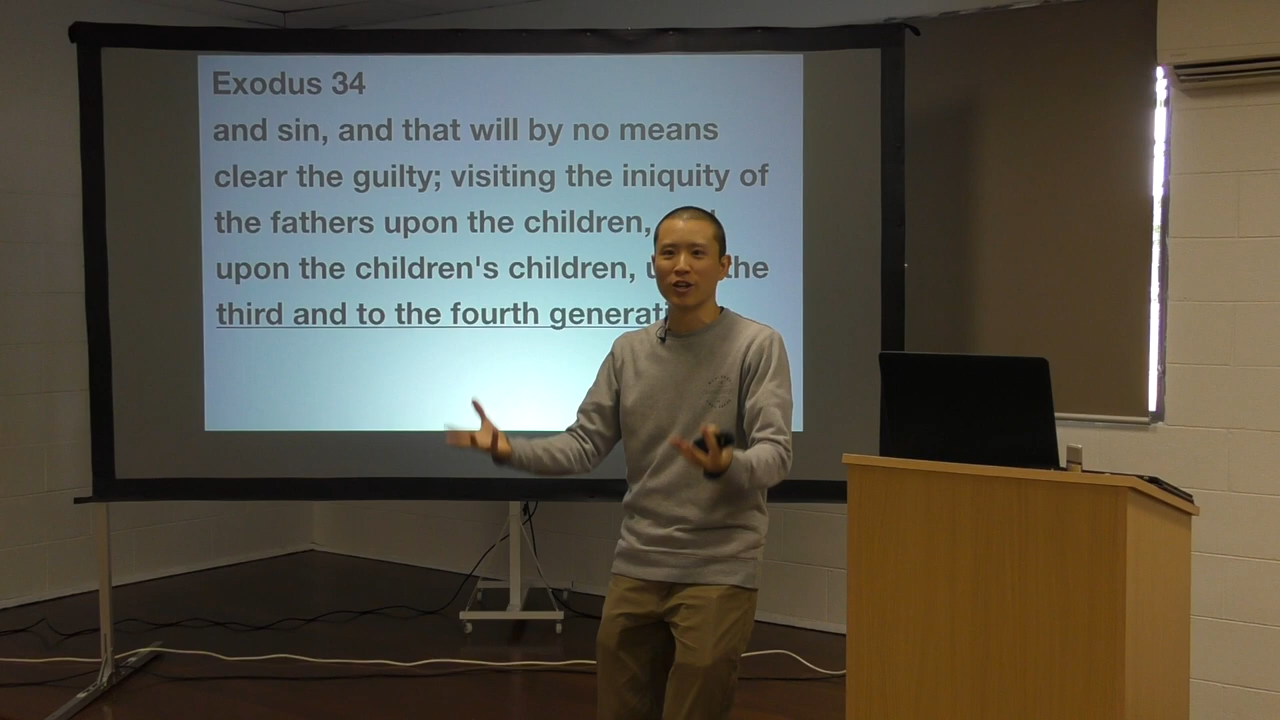 Exodus 34
and sin, and that will by no means
clear the guilty; visiting the iniquity of
the fathers upon the children,
upon the children's children, the
third and to the fourth